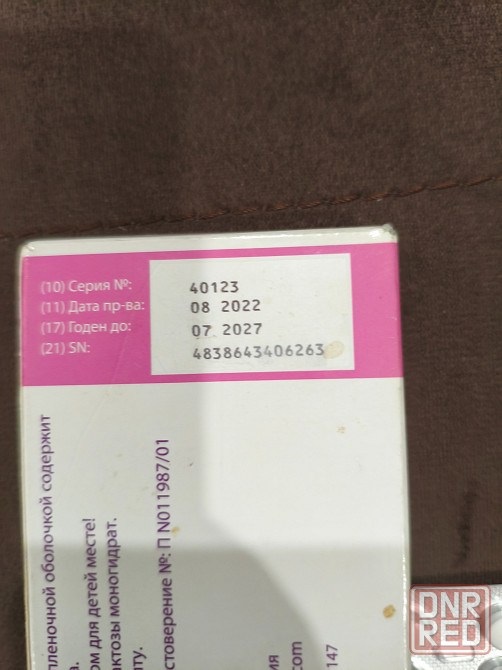 (10) Серия №: 40123
(11) Дата пр-ва: 08 2022
(17) Годен до: 07 2027
(21) SN: 4838643406263
пленочной оболочкой содержит
а.
ом для детей месте!
актозы моногидрат.
ту.
стоверение №: П N011987/01
ия
com
147
DNR
RED